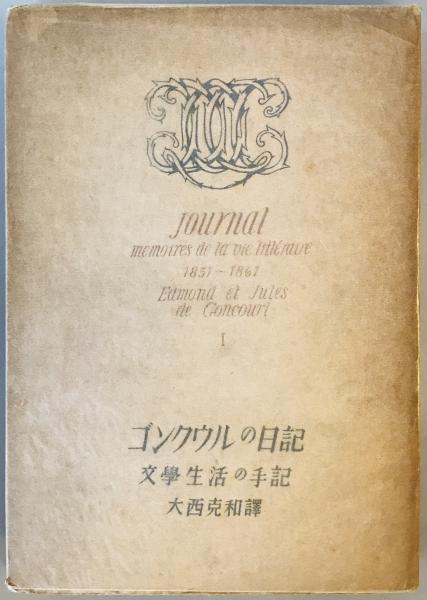 Journal
mémoires de la vie littéraire
1851-1861
Edmond et Jules
de Goncourt
I
ゴンクウルの日記
文學生活の手記
大西克和譯